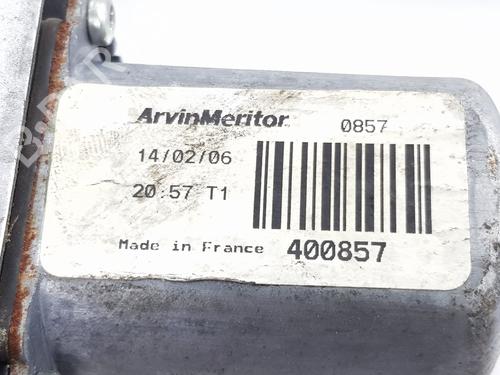 ArvinMeritor 0857
14/02/06
20:57 T1
Made in France 400857